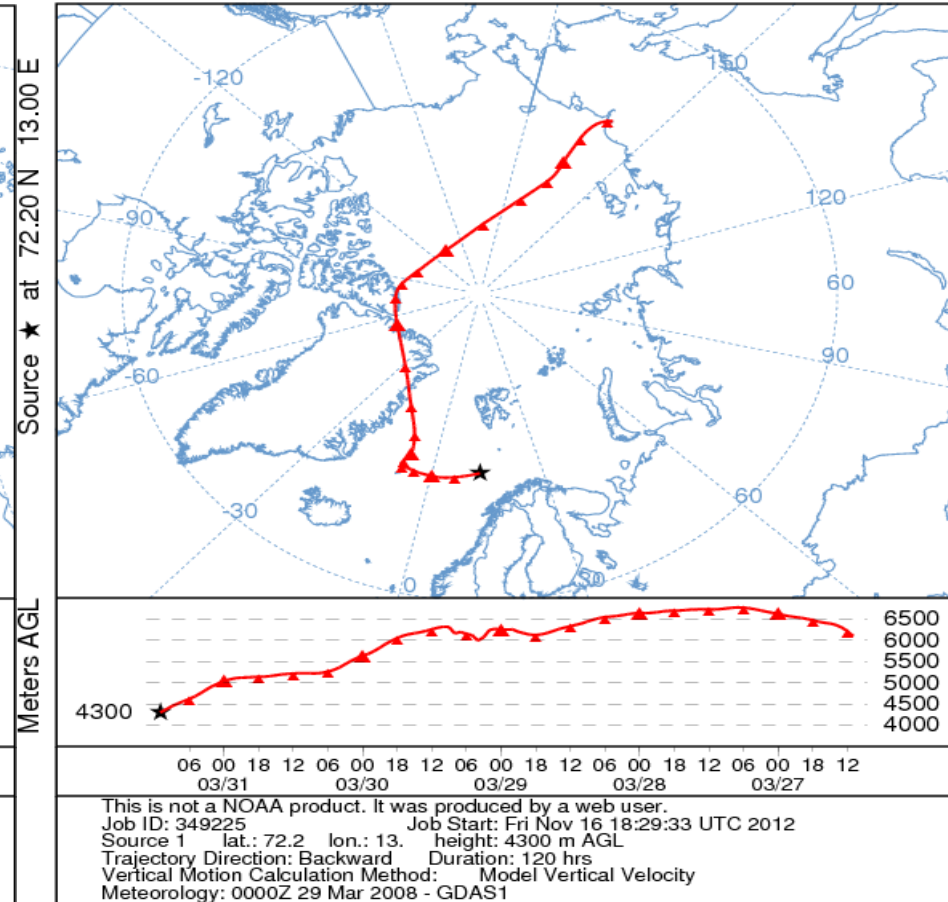 Source ★ at 72.20 N 13.00 E
-120
150
-90
120
60
-60
90
-30
60
0
30
Meters AGL
6500
6000
5500
5000
4500
4000
4300
06 00 18 12 06 00 18 12 06 00 18 12 06 00 18 12 06 00 18 12
03/31 03/30 03/29 03/28 03/27
This is not a NOAA product. It was produced by a web user.
Job ID: 349225 Job Start: Fri Nov 16 18:29:33 UTC 2012
Source 1 lat.: 72.2 lon.: 13. height: 4300 m AGL
Trajectory Direction: Backward Duration: 120 hrs
Vertical Motion Calculation Method: Model Vertical Velocity
Meteorology: 0000Z 29 Mar 2008 - GDAS1